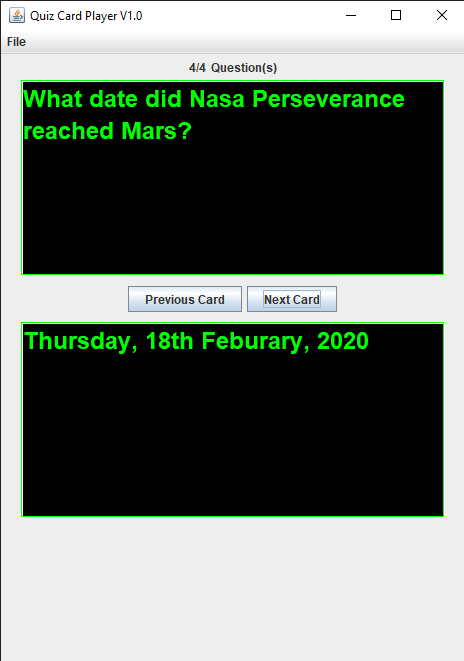 Quiz Card Player V1.0
File
4/4 Question(s)
What date did Nasa Perseverance
reached Mars?
Previous Card Next Card
Thursday, 18th Feburary, 2020